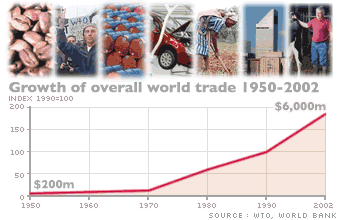 Growth of overall world trade 1950-2002
INDEX 1990=100
$6,000m
200
150
100
50
0
$200m
1950 1960 1970 1980 1990 2002
SOURCE: WTO, WORLD BANK